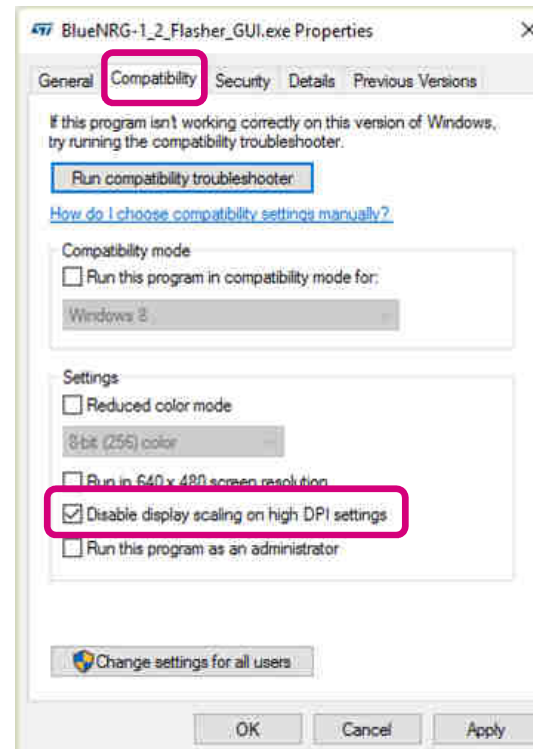 BlueNRG-1_2_Flasher_GUI.exe Properties
General Compatibility Security Details Previous Versions
If this program isn't working correctly on this version of Windows,
try running the compatibility troubleshooter.
Run compatibility troubleshooter
How do I choose compatibility settings manually?
Compatibility mode
Run this program in compatibility mode for:
Windows 8
Settings
Reduced color mode
8-bit (256) color
Run in 640 x 480 screen resolution
Disable display scaling on high DPI settings
Run this program as an administrator
Change settings for all users
OK Cancel Apply